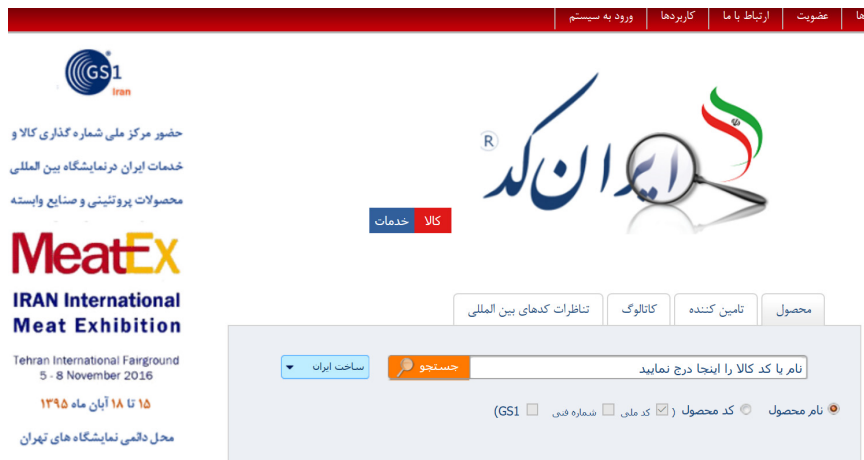 ها
عضویت
ارتباط با ما
کاربردها
ورود به سیستم
GS1
Iran
حضور مرکز ملی شماره گذاری کالا و
خدمات ایران درنمایشگاه بین المللی
محصولات پروتئینی و صنایع وابسته
MeatEx
IRAN International
Meat Exhibition
Tehran International Fairground
5 - 8 November 2016
۱۵ تا ۱۸ آبان ماه ۱۳۹۵
محل دائمی نمایشگاه های تهران
ایران کد ®
کالا خدمات
محصول
تامین کننده
کاتالوگ
تناظرات کدهای بین المللی
نام یا کد کالا را اینجا درج نمایید
جستجو
ساخت ایران
نام محصول کد محصول ( کد ملی شماره فنی GS1)